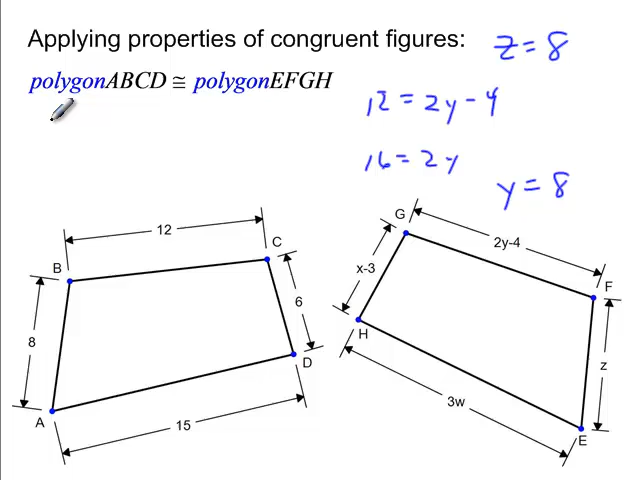 Applying properties of congruent figures:
z = 8
polygonABCD ≅ polygonEFGH
12 = 2y - 4
16 = 2y
y = 8
G
12
2y-4
C
B
x-3
F
6
8
H
z
D
3w
A
15
E